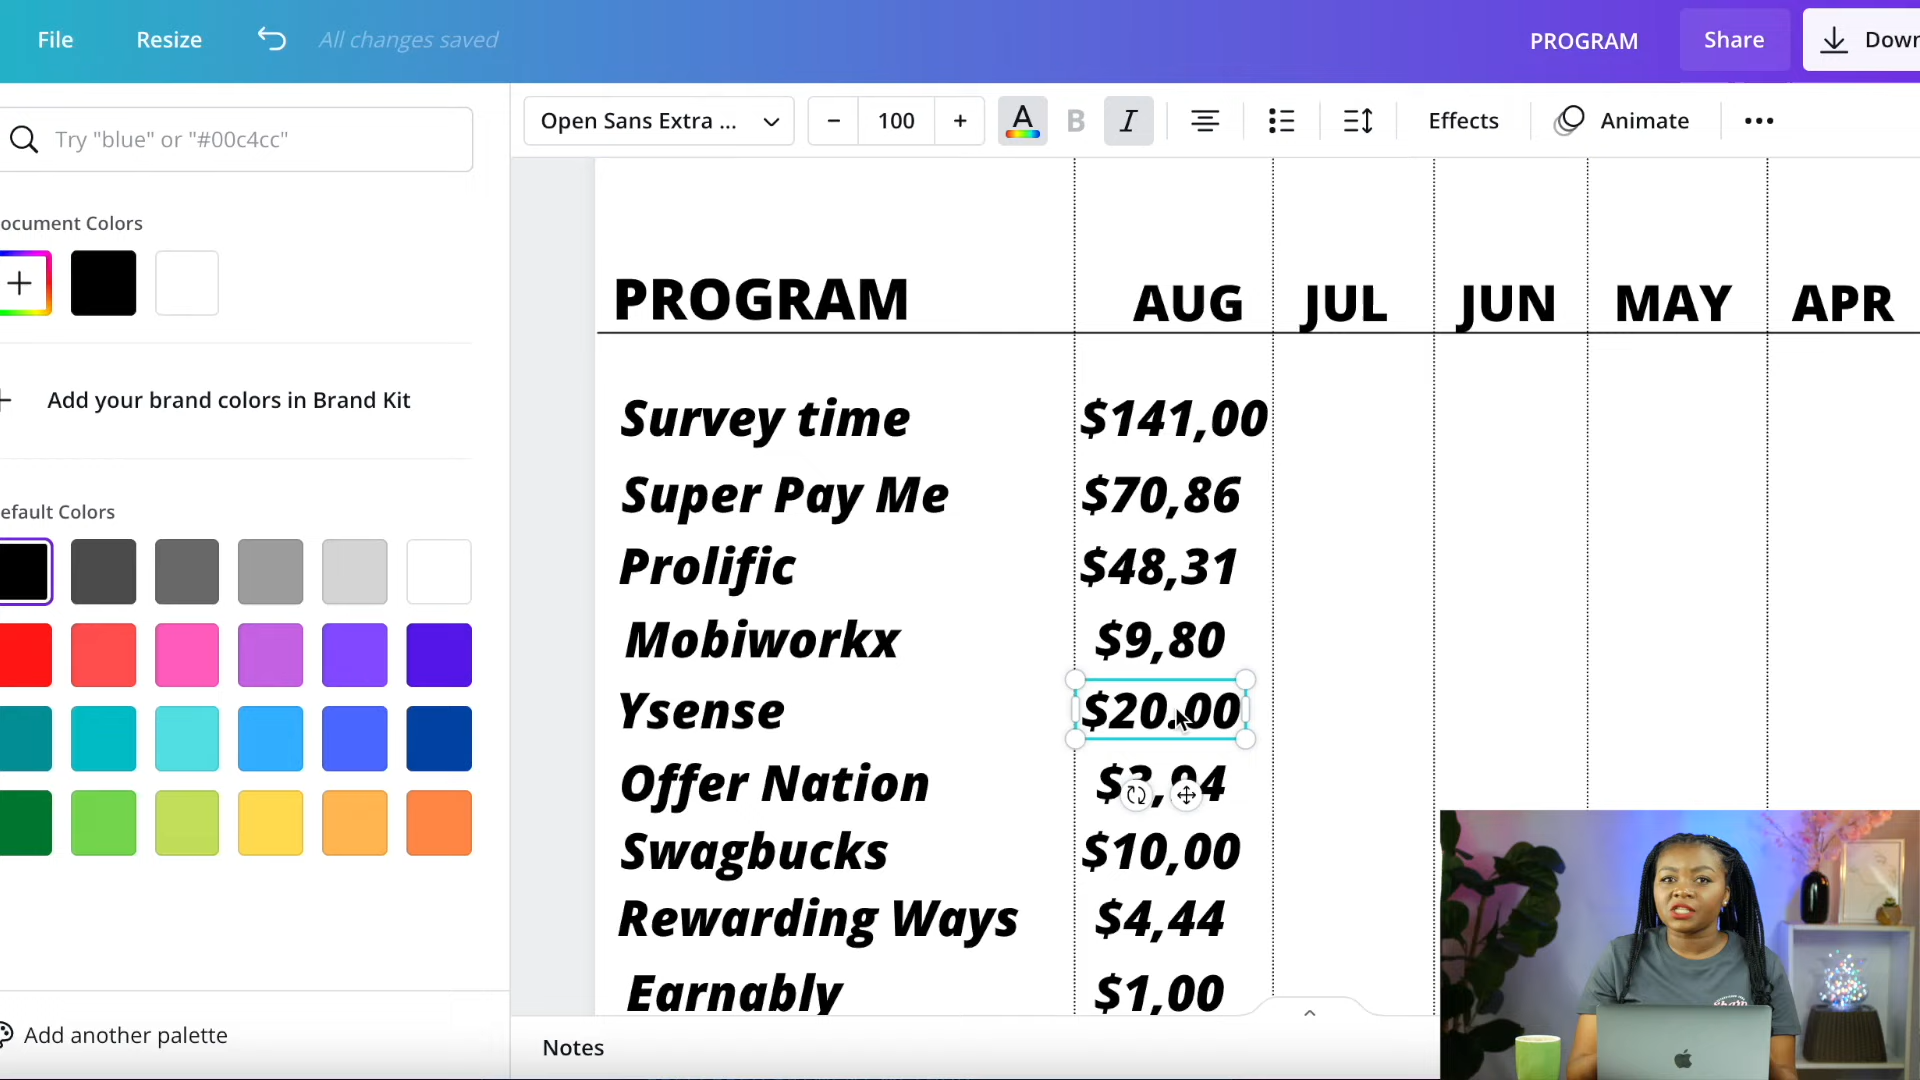 File Resize All changes saved PROGRAM Share
Try "blue" or "#00c4cc"
Open Sans Extra ... - 100 + A B I Effects Animate
ocument Colors
Add your brand colors in Brand Kit
efault Colors
Add another palette
PROGRAM AUG JUL JUN MAY APR
Survey time $141,00
Super Pay Me $70,86
Prolific $48,31
Mobiworkx $9,80
Ysense $20.00
Offer Nation
Swagbucks $10,00
Rewarding Ways $4,44
Earnably $1,00
Notes